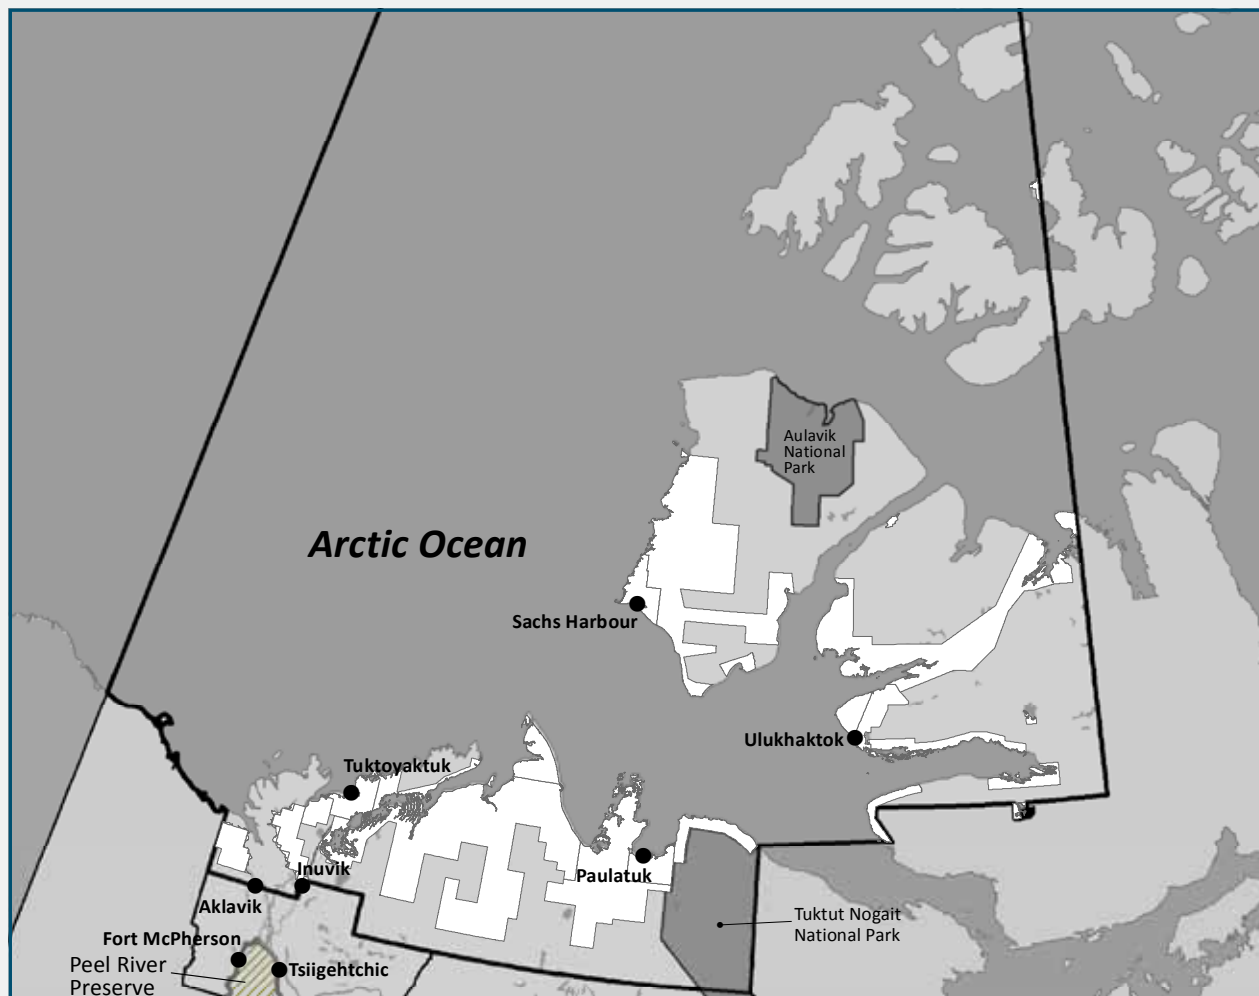 Aulavik
National
Park
Arctic Ocean
Sachs Harbour
Ulukhaktok
Tuktoyaktuk
Inuvik
Paulatuk
Aklavik
Tuktut Nogait
National Park
Fort McPherson
Peel River
Preserve
Tsiigehtchic